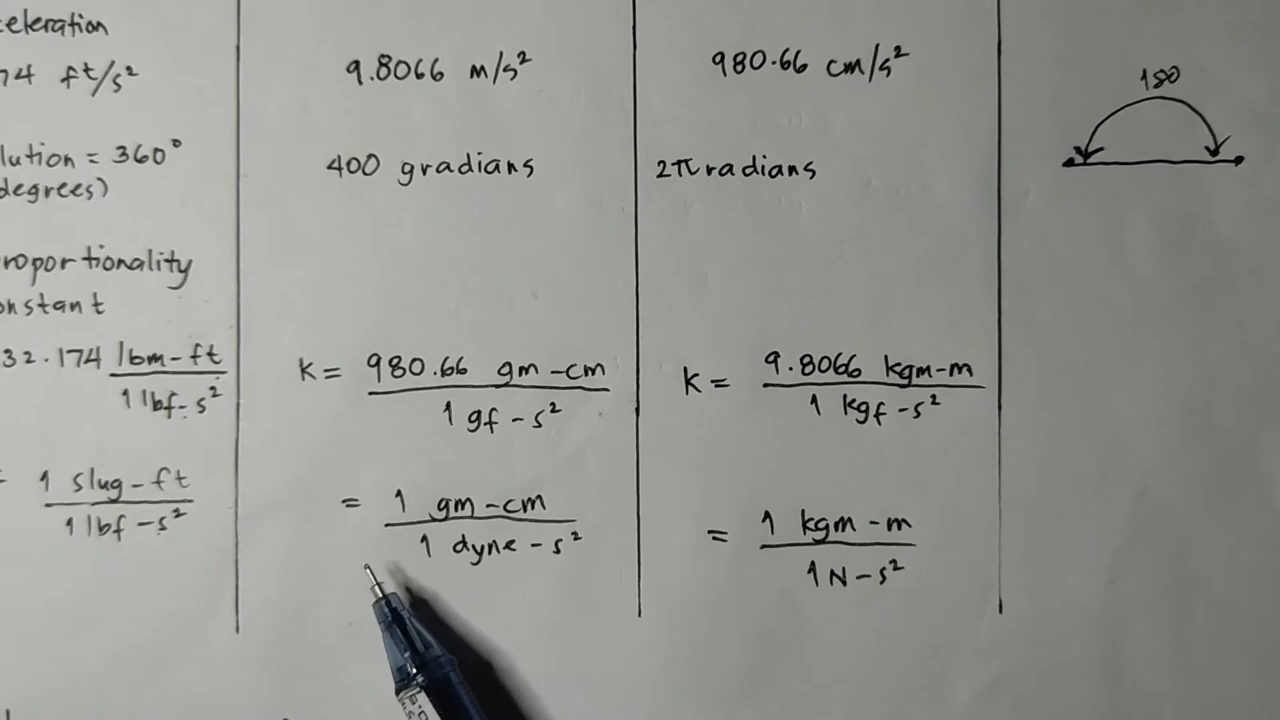 eleration
74 ft/s²
lution = 360°
degrees)
roportionality
onstant
32.174 lbm-ft
1 lbf-s²
1 slug-ft
1 lbf-s²
9.8066 m/s²
400 gradians
K = 980.66 gm-cm
1 gf-s²
= 1 gm-cm
1 dyne-s²
980.66 cm/s²
2π radians
K = 9.8066 kgm-m
1 kgf-s²
= 1 kgm-m
1 N-s²
180